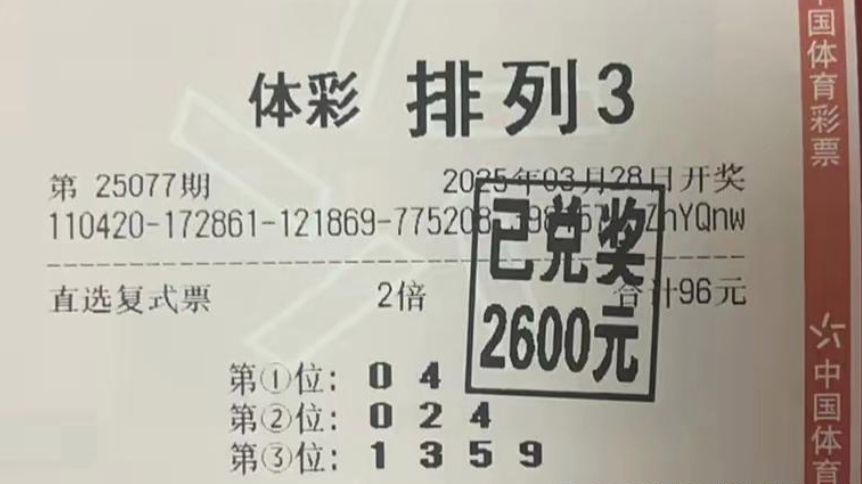 体彩 排列3
第 25077期 2025年03月28日开奖
110420-172861-121869-775208
ZnYQnw
直选复式票 2倍 合计96元
已兑奖
2600元
第①位: 0 4
第②位: 0 2 4
第③位: 1 3 5 9
中国体育彩票
中国体育